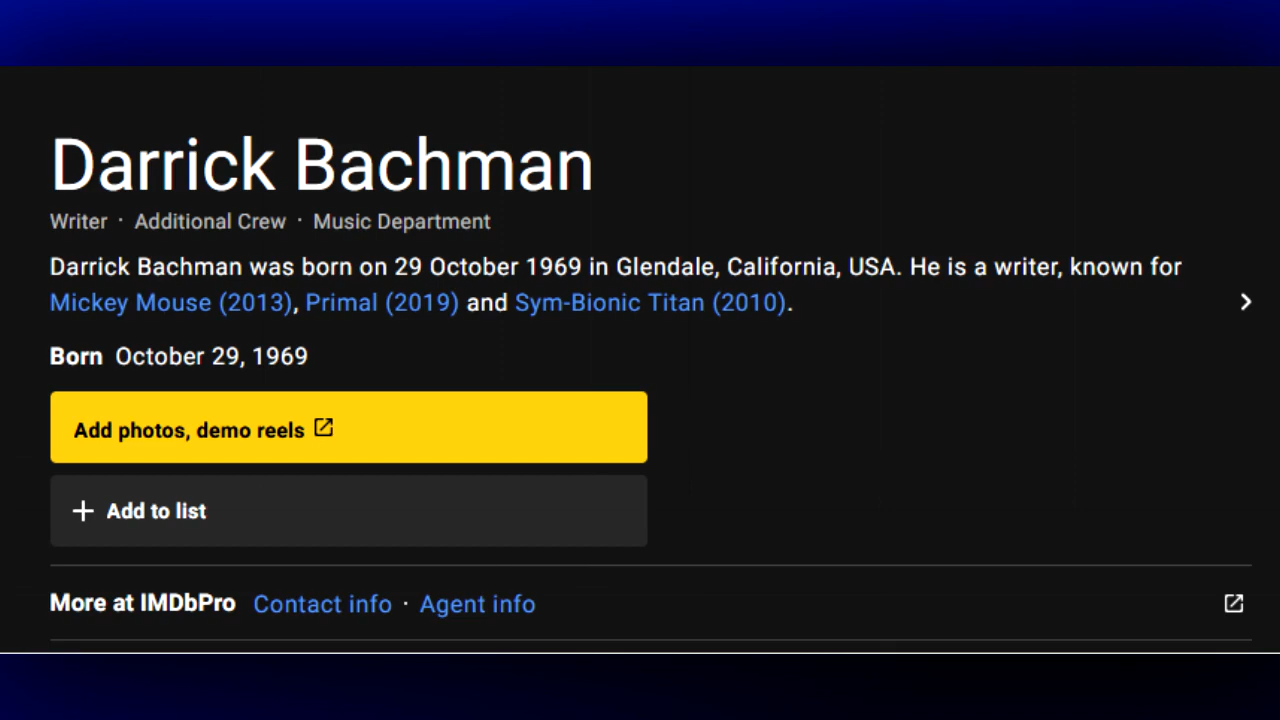 Darrick Bachman
Writer · Additional Crew · Music Department
Darrick Bachman was born on 29 October 1969 in Glendale, California, USA. He is a writer, known for
Mickey Mouse (2013), Primal (2019) and Sym-Bionic Titan (2010).
Born October 29, 1969
Add photos, demo reels
Add to list
More at IMDbPro Contact info · Agent info